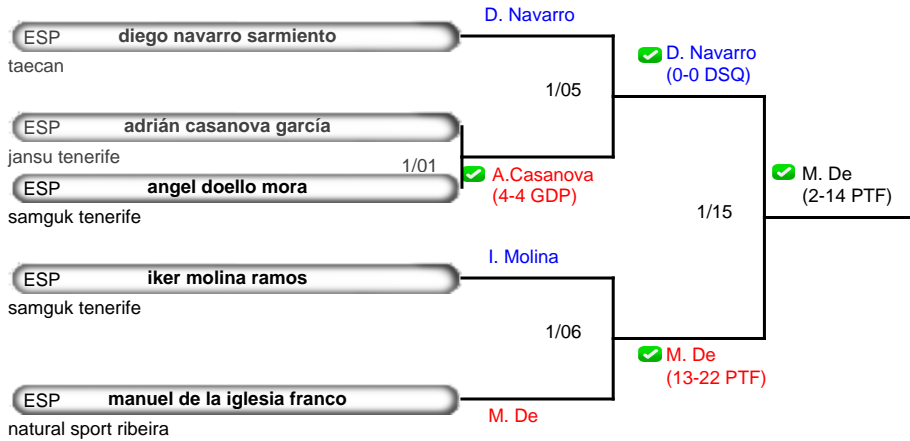 D. Navarro
ESP diego navarro sarmiento
taecan
D. Navarro
(0-0 DSQ)
1/05
ESP adrián casanova garcía
jansu tenerife
1/01
A.Casanova
(4-4 GDP)
ESP angel doello mora
samguk tenerife
M. De
(2-14 PTF)
1/15
I. Molina
ESP iker molina ramos
samguk tenerife
1/06
M. De
(13-22 PTF)
ESP manuel de la iglesia franco
natural sport ribeira
M. De